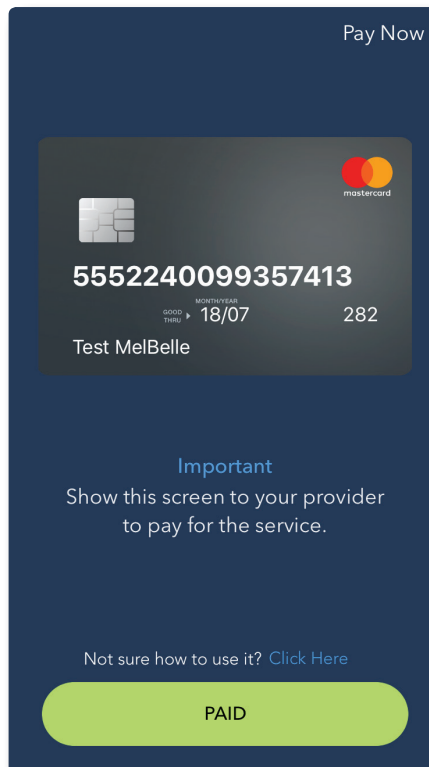 Pay Now
mastercard
5552240099357413
MONTH/YEAR
GOOD THRU 18/07 282
Test MelBelle
Important
Show this screen to your provider
to pay for the service.
Not sure how to use it? Click Here
PAID